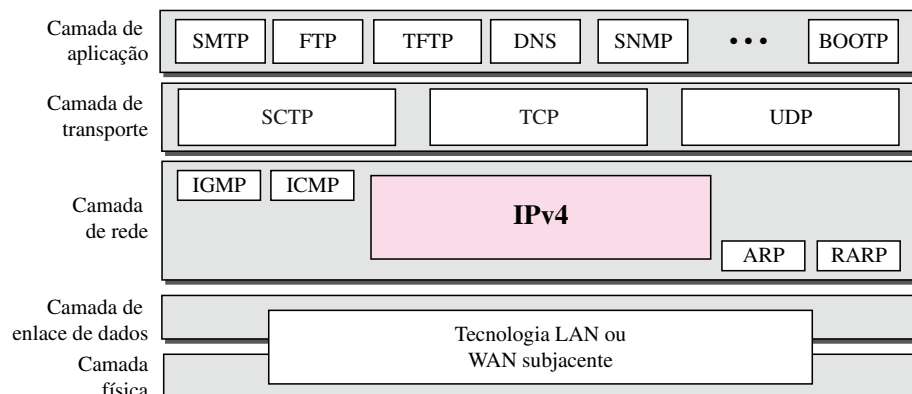 Camada de
aplicação
SMTP FTP TFTP DNS SNMP ••• BOOTP
Camada de
transporte
SCTP TCP UDP
Camada
de rede
IGMP ICMP
IPv4
ARP RARP
Camada de
enlace de dados
Tecnologia LAN ou
WAN subjacente
Camada
física